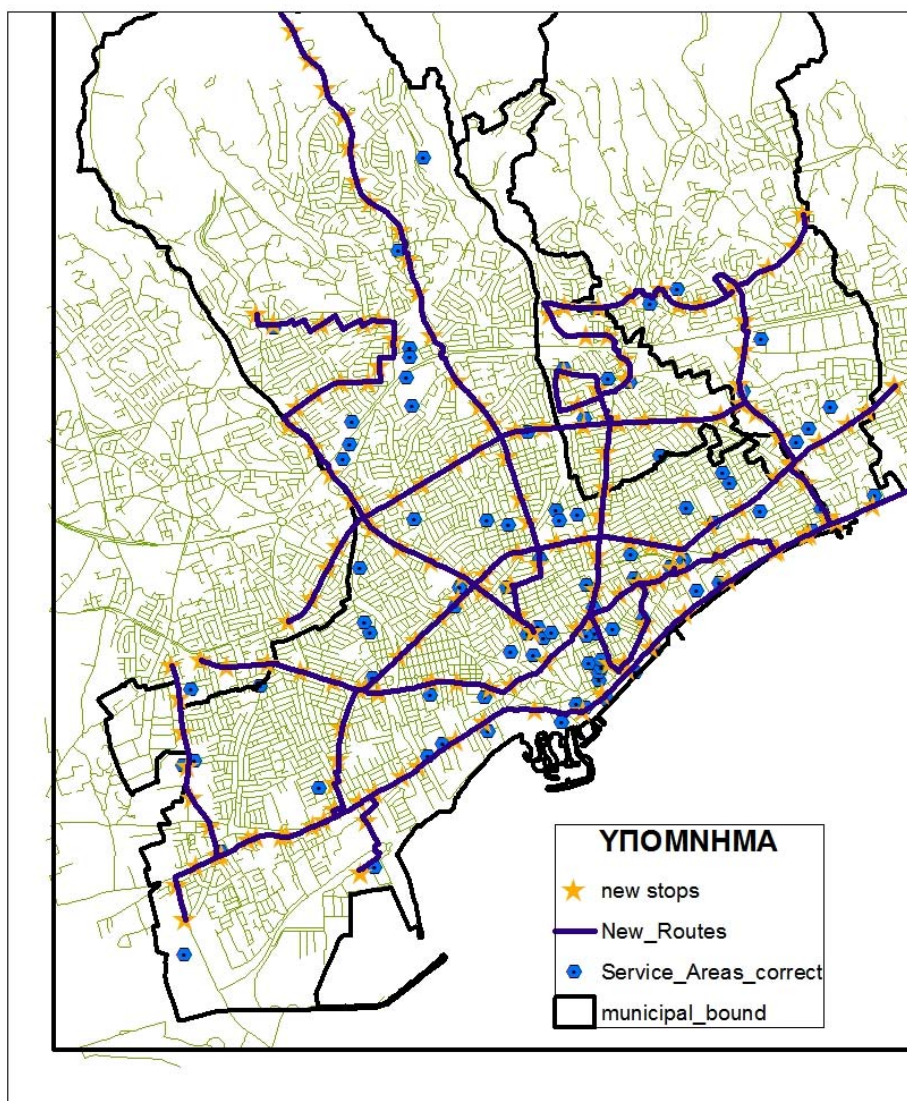 ΥΠΟΜΝΗΜΑ
new stops
New_Routes
Service_Areas_correct
municipal_bound